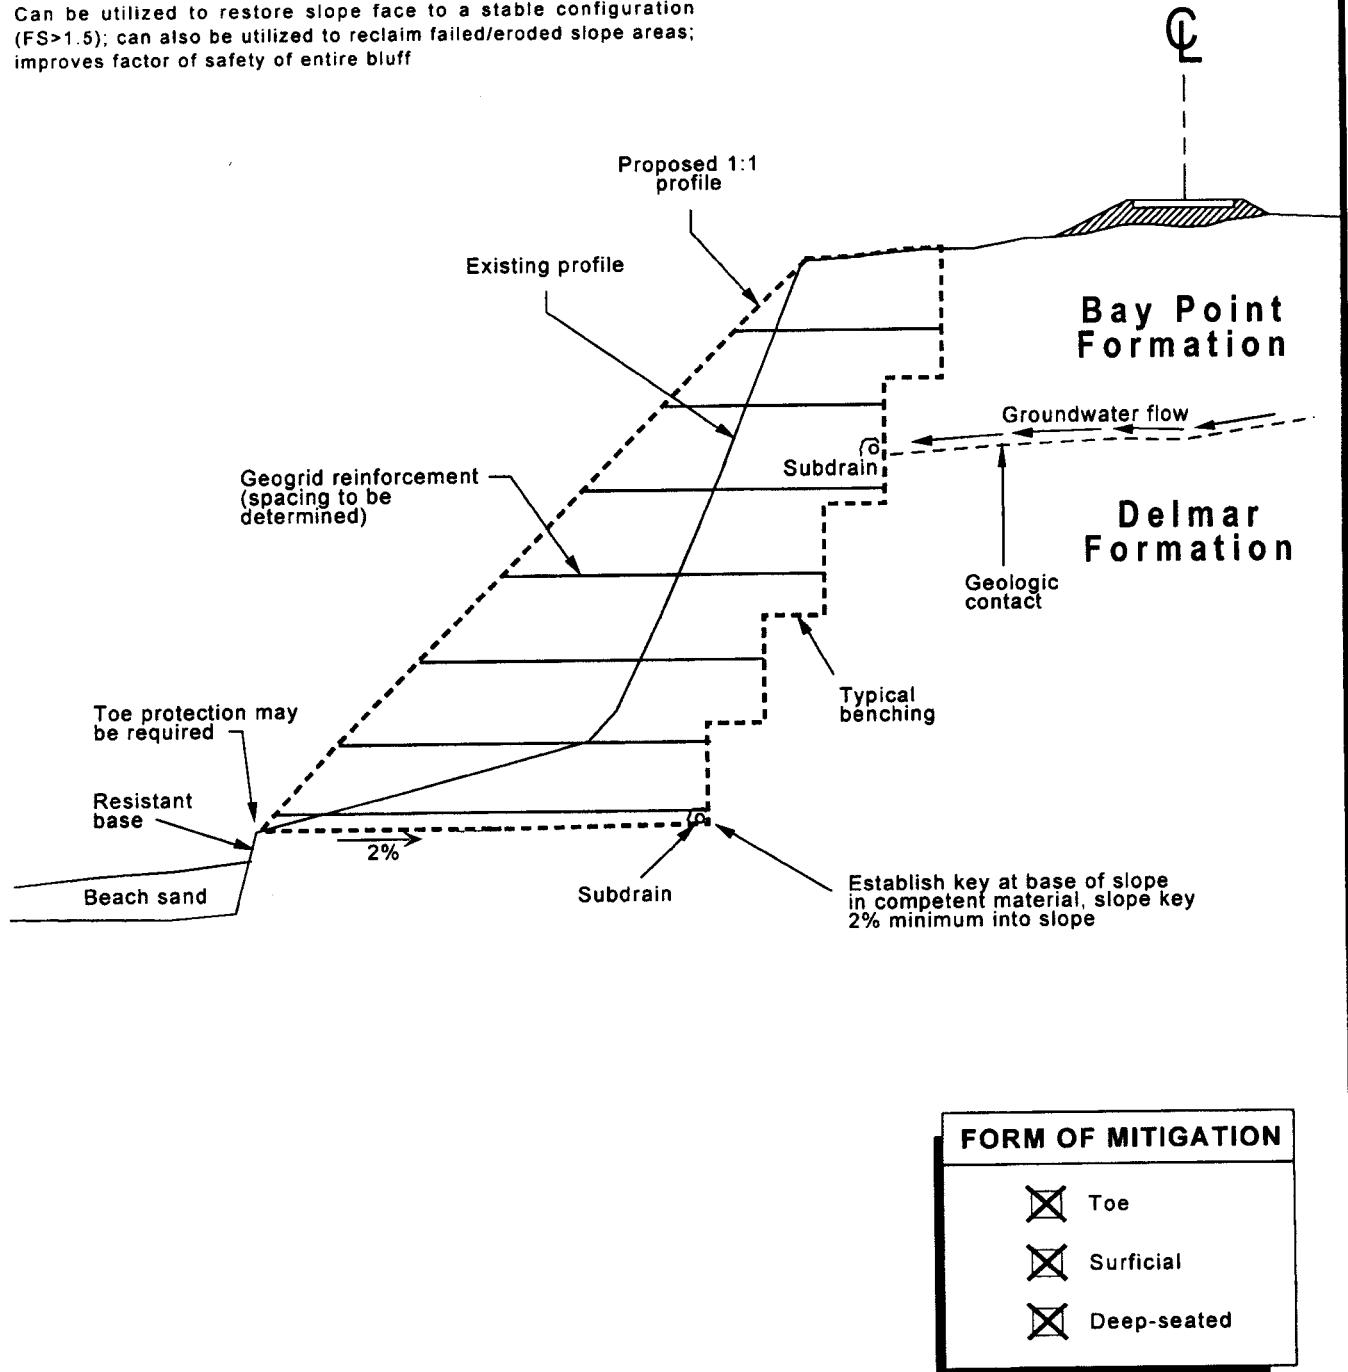 Can be utilized to restore slope face to a stable configuration
(FS>1.5); can also be utilized to reclaim failed/eroded slope areas;
improves factor of safety of entire bluff
CL
Proposed 1:1
profile
Existing profile
Bay Point
Formation
Groundwater flow
Subdrain
Geogrid reinforcement
(spacing to be
determined)
Delmar
Formation
Geologic
contact
Typical
benching
Toe protection may
be required
Resistant
base
2%
Beach sand
Subdrain
Establish key at base of slope
in competent material, slope key
2% minimum into slope
FORM OF MITIGATION
Toe
Surficial
Deep-seated